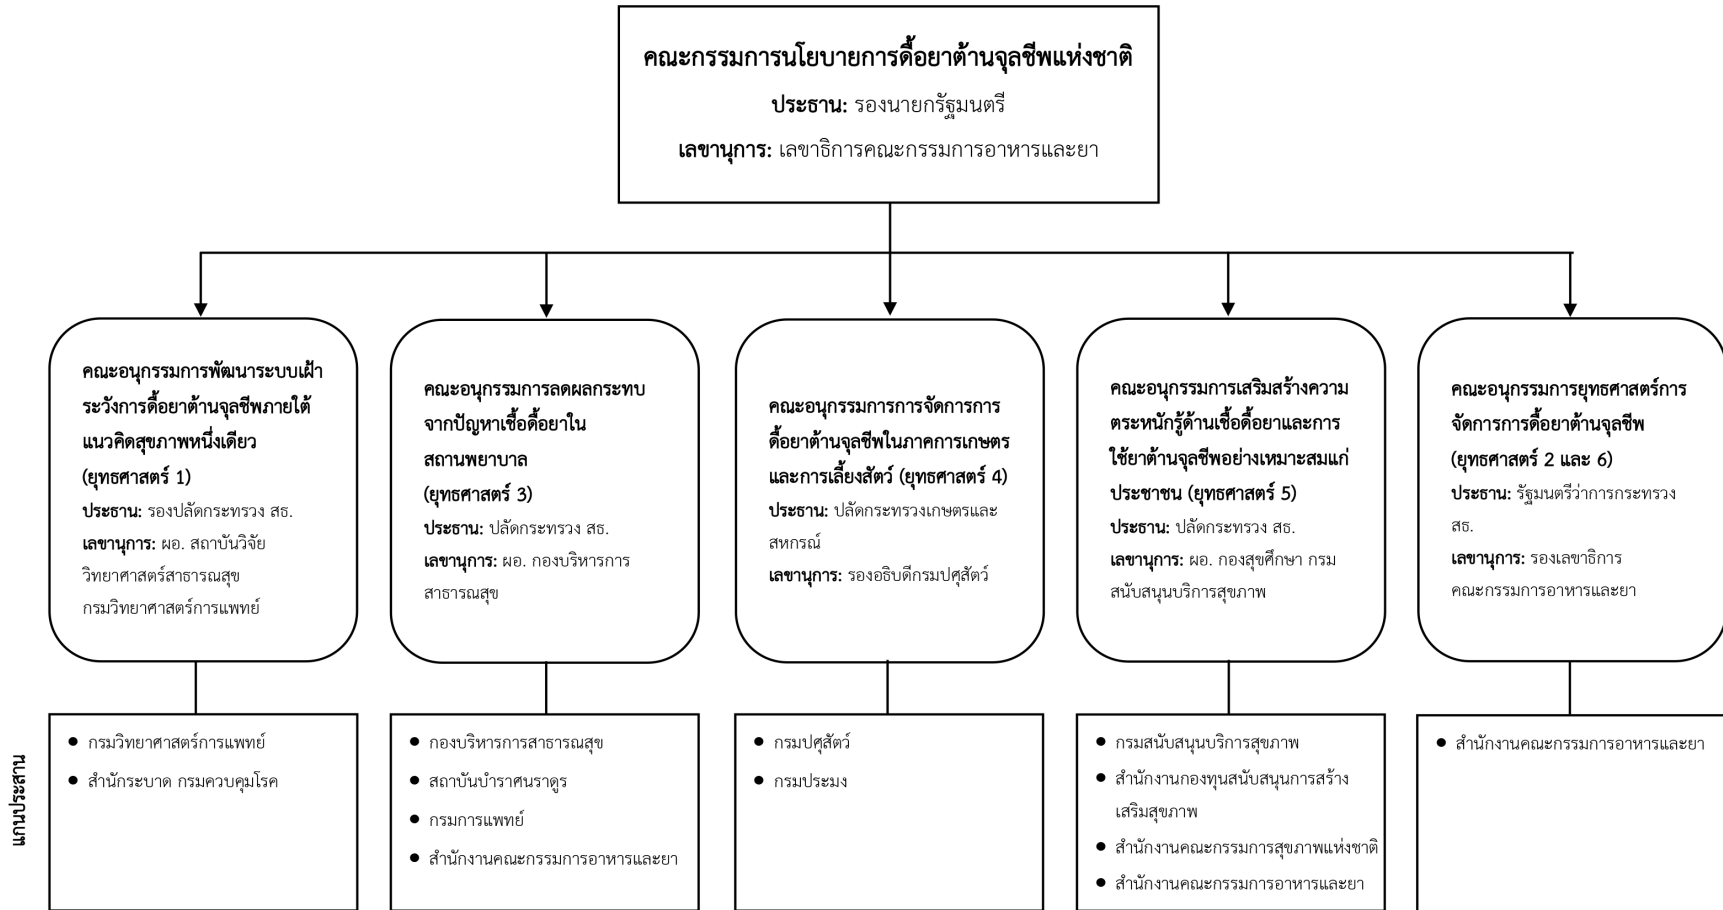 คณะกรรมการนโยบายการดื้อยาต้านจุลชีพแห่งชาติ
ประธาน: รองนายกรัฐมนตรี
เลขานุการ: เลขาธิการคณะกรรมการอาหารและยา
คณะอนุกรรมการพัฒนาระบบเฝ้า
ระวังการดื้อยาต้านจุลชีพภายใต้
แนวคิดสุขภาพหนึ่งเดียว
(ยุทธศาสตร์ 1)
ประธาน: รองปลัดกระทรวง สธ.
เลขานุการ: ผอ. สถาบันวิจัย
วิทยาศาสตร์สาธารณสุข
กรมวิทยาศาสตร์การแพทย์
คณะอนุกรรมการลดผลกระทบ
จากปัญหาเชื้อดื้อยาใน
สถานพยาบาล
(ยุทธศาสตร์ 3)
ประธาน: ปลัดกระทรวง สธ.
เลขานุการ: ผอ. กองบริหารการ
สาธารณสุข
คณะอนุกรรมการการจัดการการ
ดื้อยาต้านจุลชีพในภาคการเกษตร
และการเลี้ยงสัตว์ (ยุทธศาสตร์ 4)
ประธาน: ปลัดกระทรวงเกษตรและ
สหกรณ์
เลขานุการ: รองอธิบดีกรมปศุสัตว์
คณะอนุกรรมการเสริมสร้างความ
ตระหนักรู้ด้านเชื้อดื้อยาและการ
ใช้ยาต้านจุลชีพอย่างเหมาะสมแก่
ประชาชน (ยุทธศาสตร์ 5)
ประธาน: ปลัดกระทรวง สธ.
เลขานุการ: ผอ. กองสุขศึกษา กรม
สนับสนุนบริการสุขภาพ
คณะอนุกรรมการยุทธศาสตร์การ
จัดการการดื้อยาต้านจุลชีพ
(ยุทธศาสตร์ 2 และ 6)
ประธาน: รัฐมนตรีว่าการกระทรวง
สธ.
เลขานุการ: รองเลขาธิการ
คณะกรรมการอาหารและยา
แกนประสาน
● กรมวิทยาศาสตร์การแพทย์
● สำนักระบาด กรมควบคุมโรค
● กองบริหารการสาธารณสุข
● สถาบันบำราศนราดูร
● กรมการแพทย์
● สำนักงานคณะกรรมการอาหารและยา
● กรมปศุสัตว์
● กรมประมง
● กรมสนับสนุนบริการสุขภาพ
● สำนักงานกองทุนสนับสนุนการสร้าง
เสริมสุขภาพ
● สำนักงานคณะกรรมการสุขภาพแห่งชาติ
● สำนักงานคณะกรรมการอาหารและยา
● สำนักงานคณะกรรมการอาหารและยา